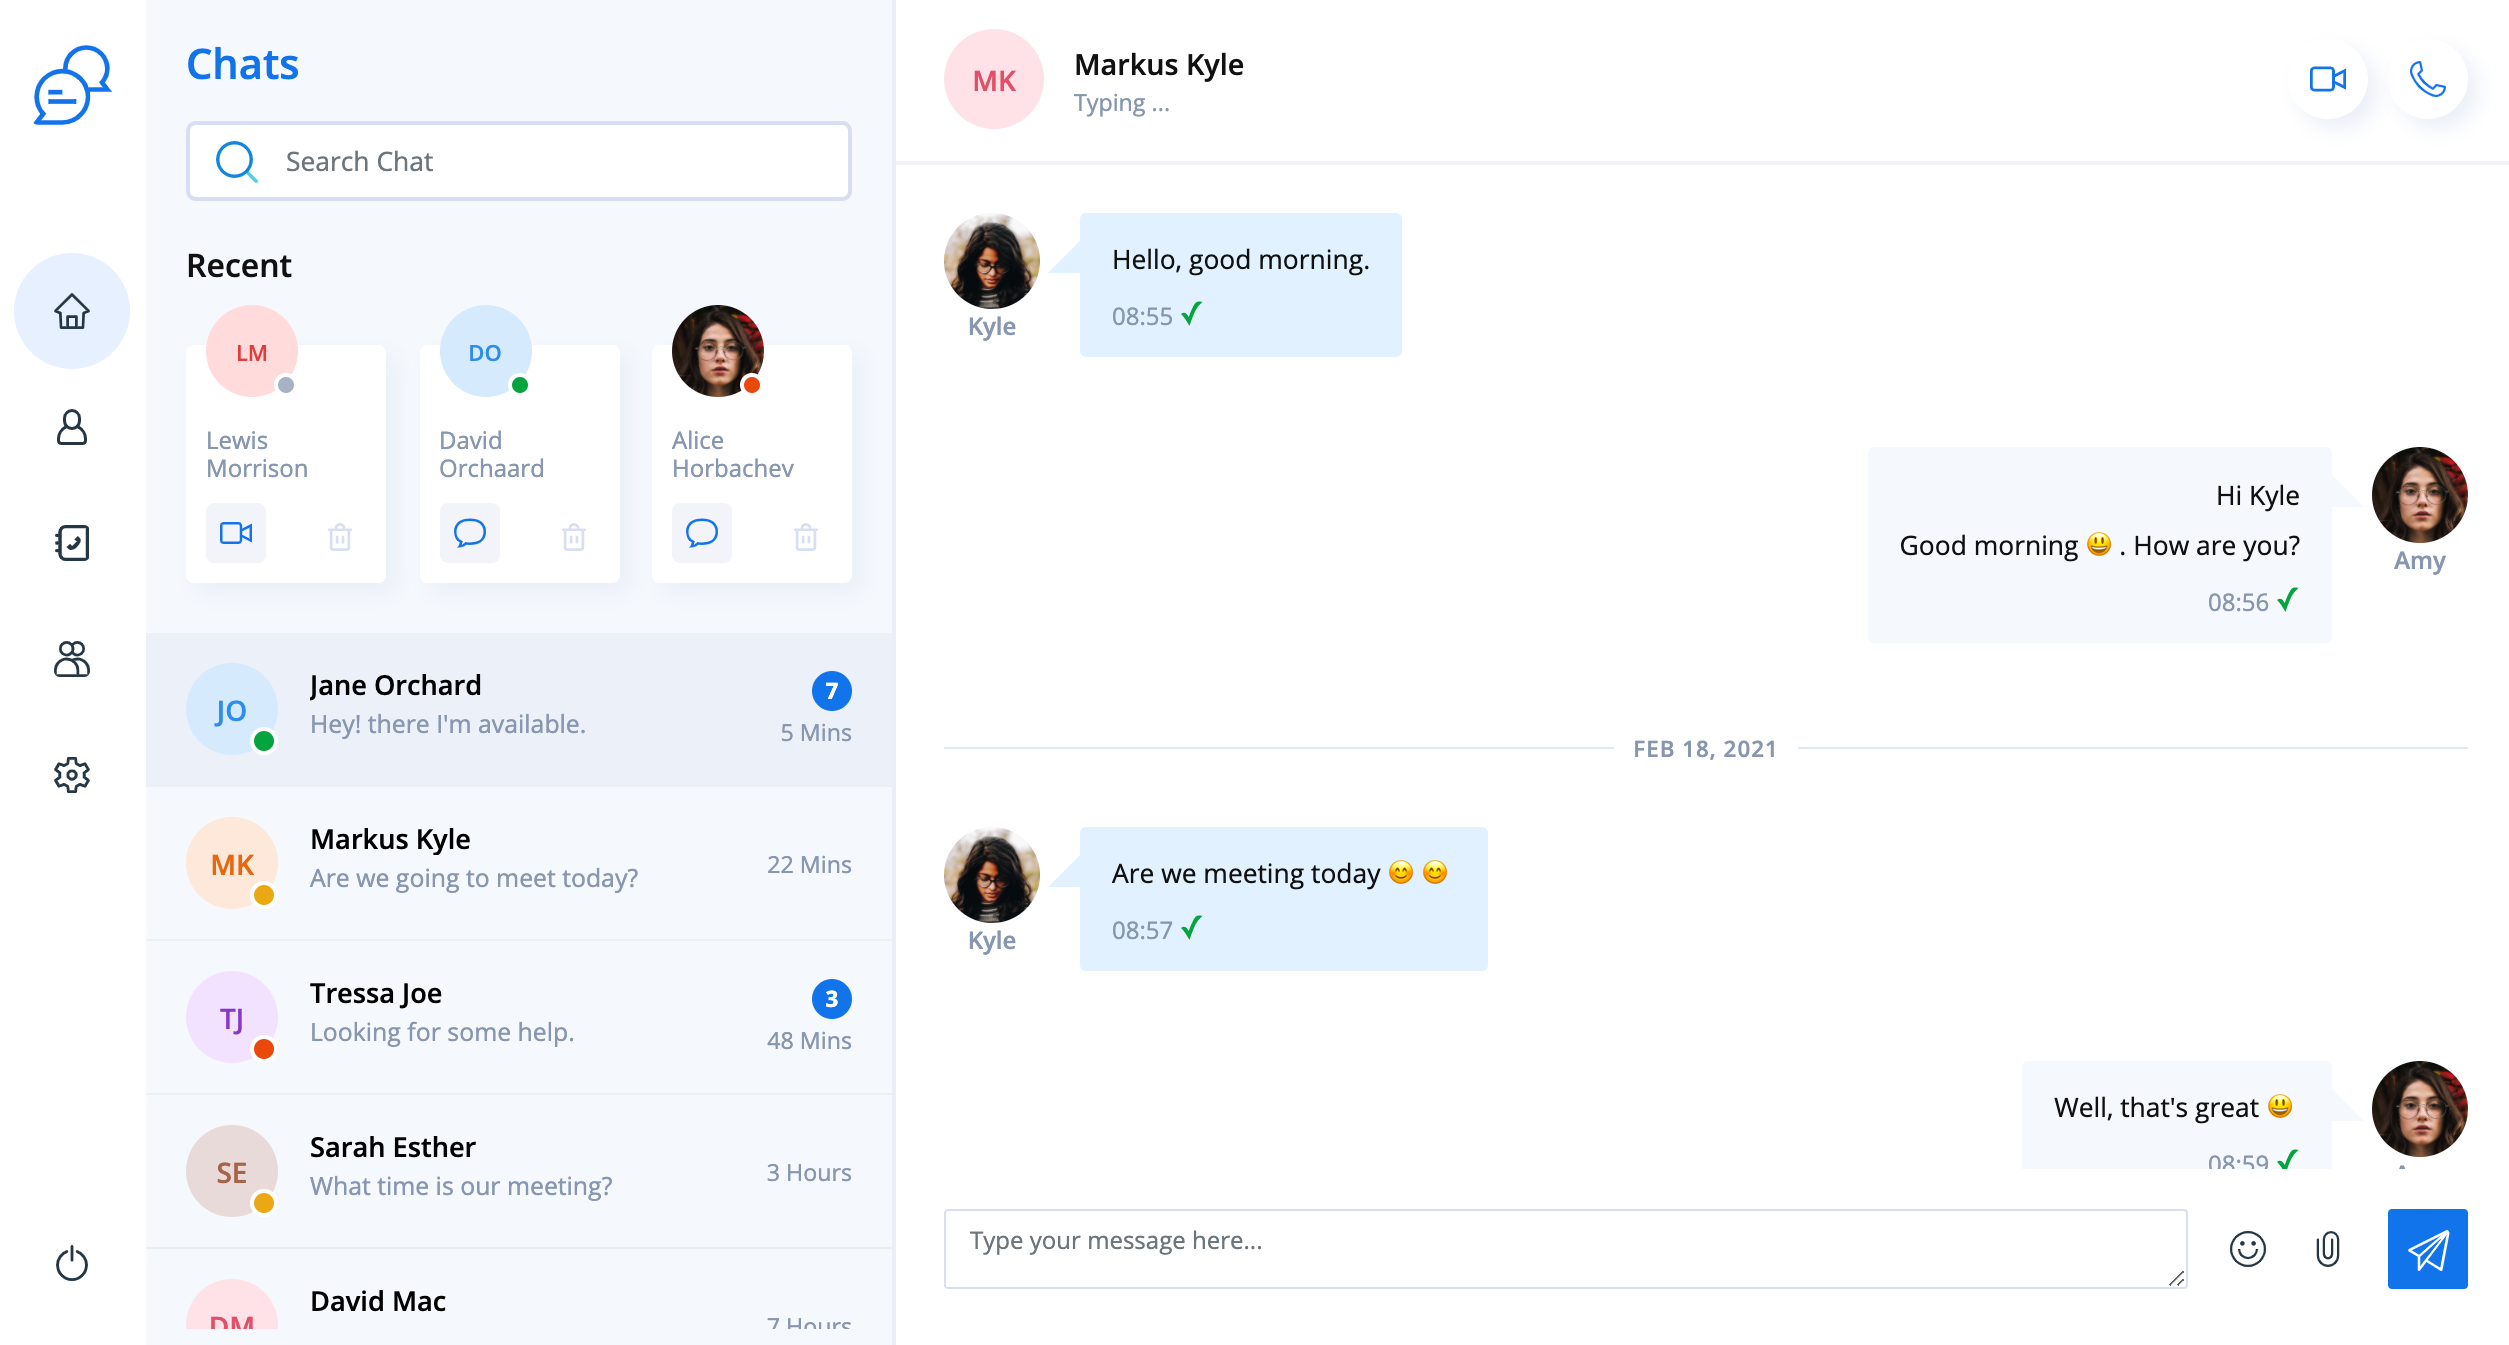 Chats
Search Chat
Recent
LM
DO
Lewis
Morrison
David
Orchaard
Alice
Horbachev
JO
Jane Orchard
7
Hey! there I'm available.
5 Mins
MK
Markus Kyle
Are we going to meet today?
22 Mins
TJ
Tressa Joe
3
Looking for some help.
48 Mins
SE
Sarah Esther
What time is our meeting?
3 Hours
DM
David Mac
7 Hours
MK
Markus Kyle
Typing ...
Hello, good morning.
08:55
Kyle
Hi Kyle
Good morning 😃 . How are you?
08:56
Amy
FEB 18, 2021
Are we meeting today 😊 😊
08:57
Kyle
Well, that's great 😃
08:59
Type your message here...